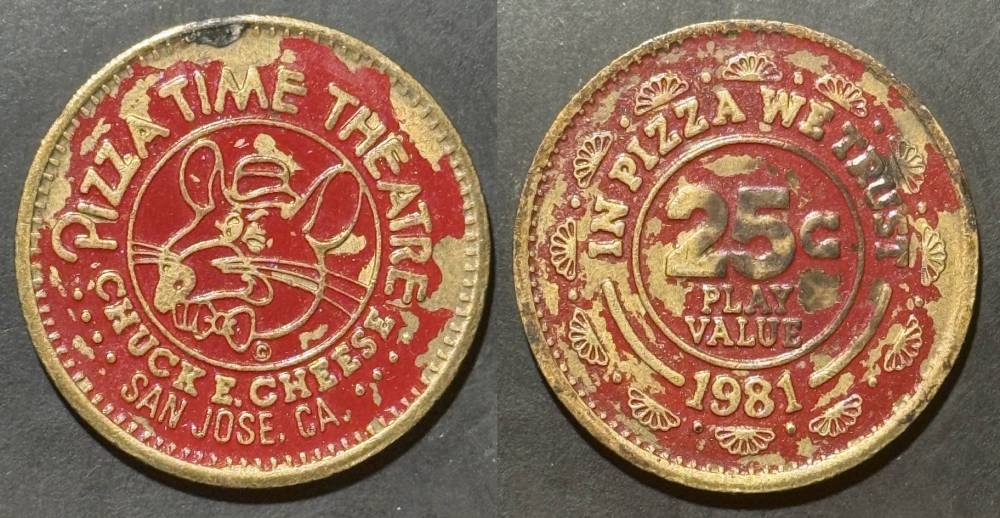 PIZZA TIME THEATRE
©
CHUCK E. CHEESE
SAN JOSE, CA.
IN PIZZA WE TRUST
25¢
PLAY
VALUE
1981